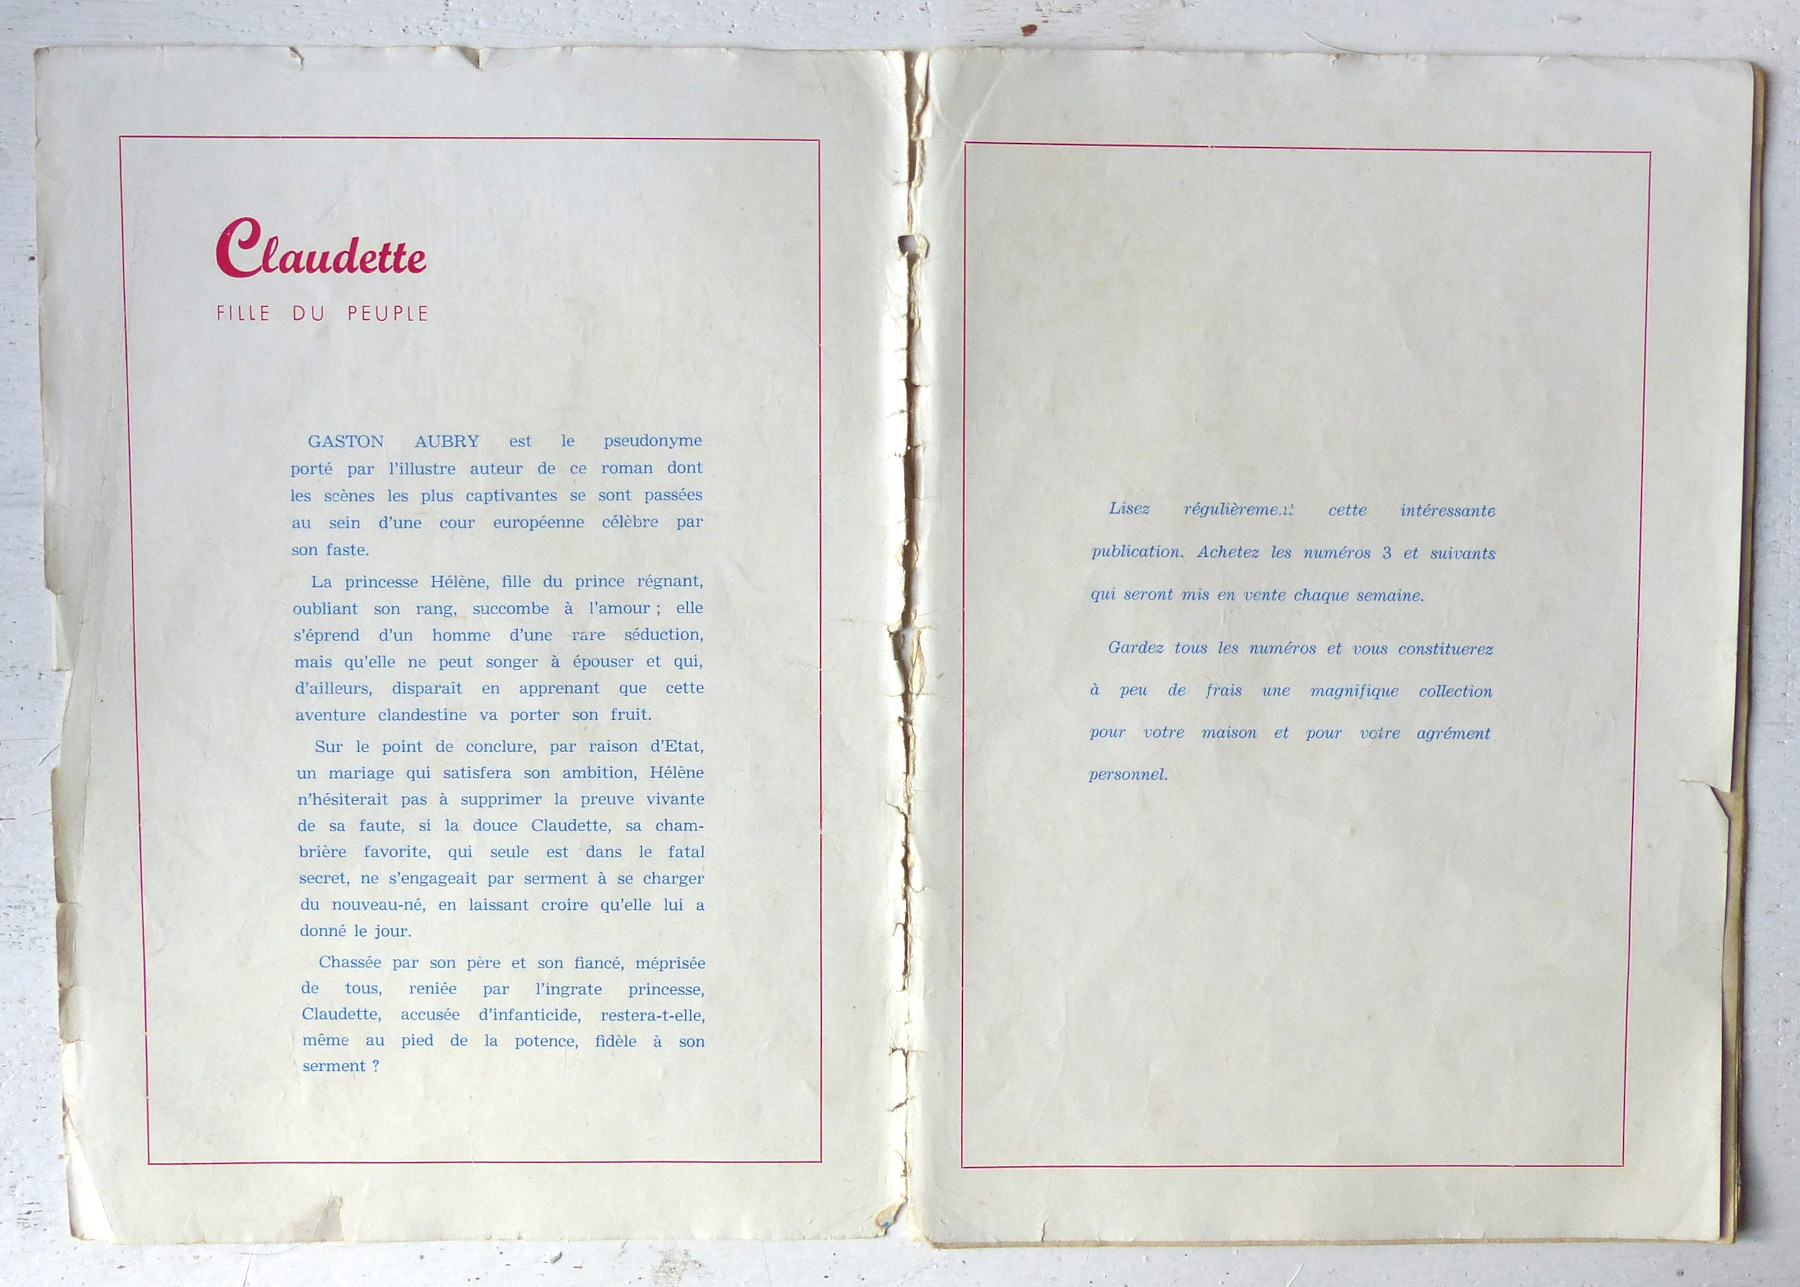 Claudette
FILLE DU PEUPLE
GASTON AUBRY est le pseudonyme
porté par l'illustre auteur de ce roman dont
les scènes les plus captivantes se sont passées
au sein d'une cour européenne célèbre par
son faste.
La princesse Hélène, fille du prince régnant,
oubliant son rang, succombe à l'amour ; elle
s'éprend d'un homme d'une rare séduction,
mais qu'elle ne peut songer à épouser et qui,
d'ailleurs, disparaît en apprenant que cette
aventure clandestine va porter son fruit.
Sur le point de conclure, par raison d'Etat,
un mariage qui satisfera son ambition, Hélène
n'hésiterait pas à supprimer la preuve vivante
de sa faute, si la douce Claudette, sa cham-
brière favorite, qui seule est dans le fatal
secret, ne s'engageait par serment à se charger
du nouveau-né, en laissant croire qu'elle lui a
donné le jour.
Chassée par son père et son fiancé, méprisée
de tous, reniée par l'ingrate princesse,
Claudette, accusée d'infanticide, restera-t-elle,
même au pied de la potence, fidèle à son
serment ?
Lisez régulièrement cette intéressante
publication. Achetez les numéros 3 et suivants
qui seront mis en vente chaque semaine.
Gardez tous les numéros et vous constituerez
à peu de frais une magnifique collection
pour votre maison et pour votre agrément
personnel.